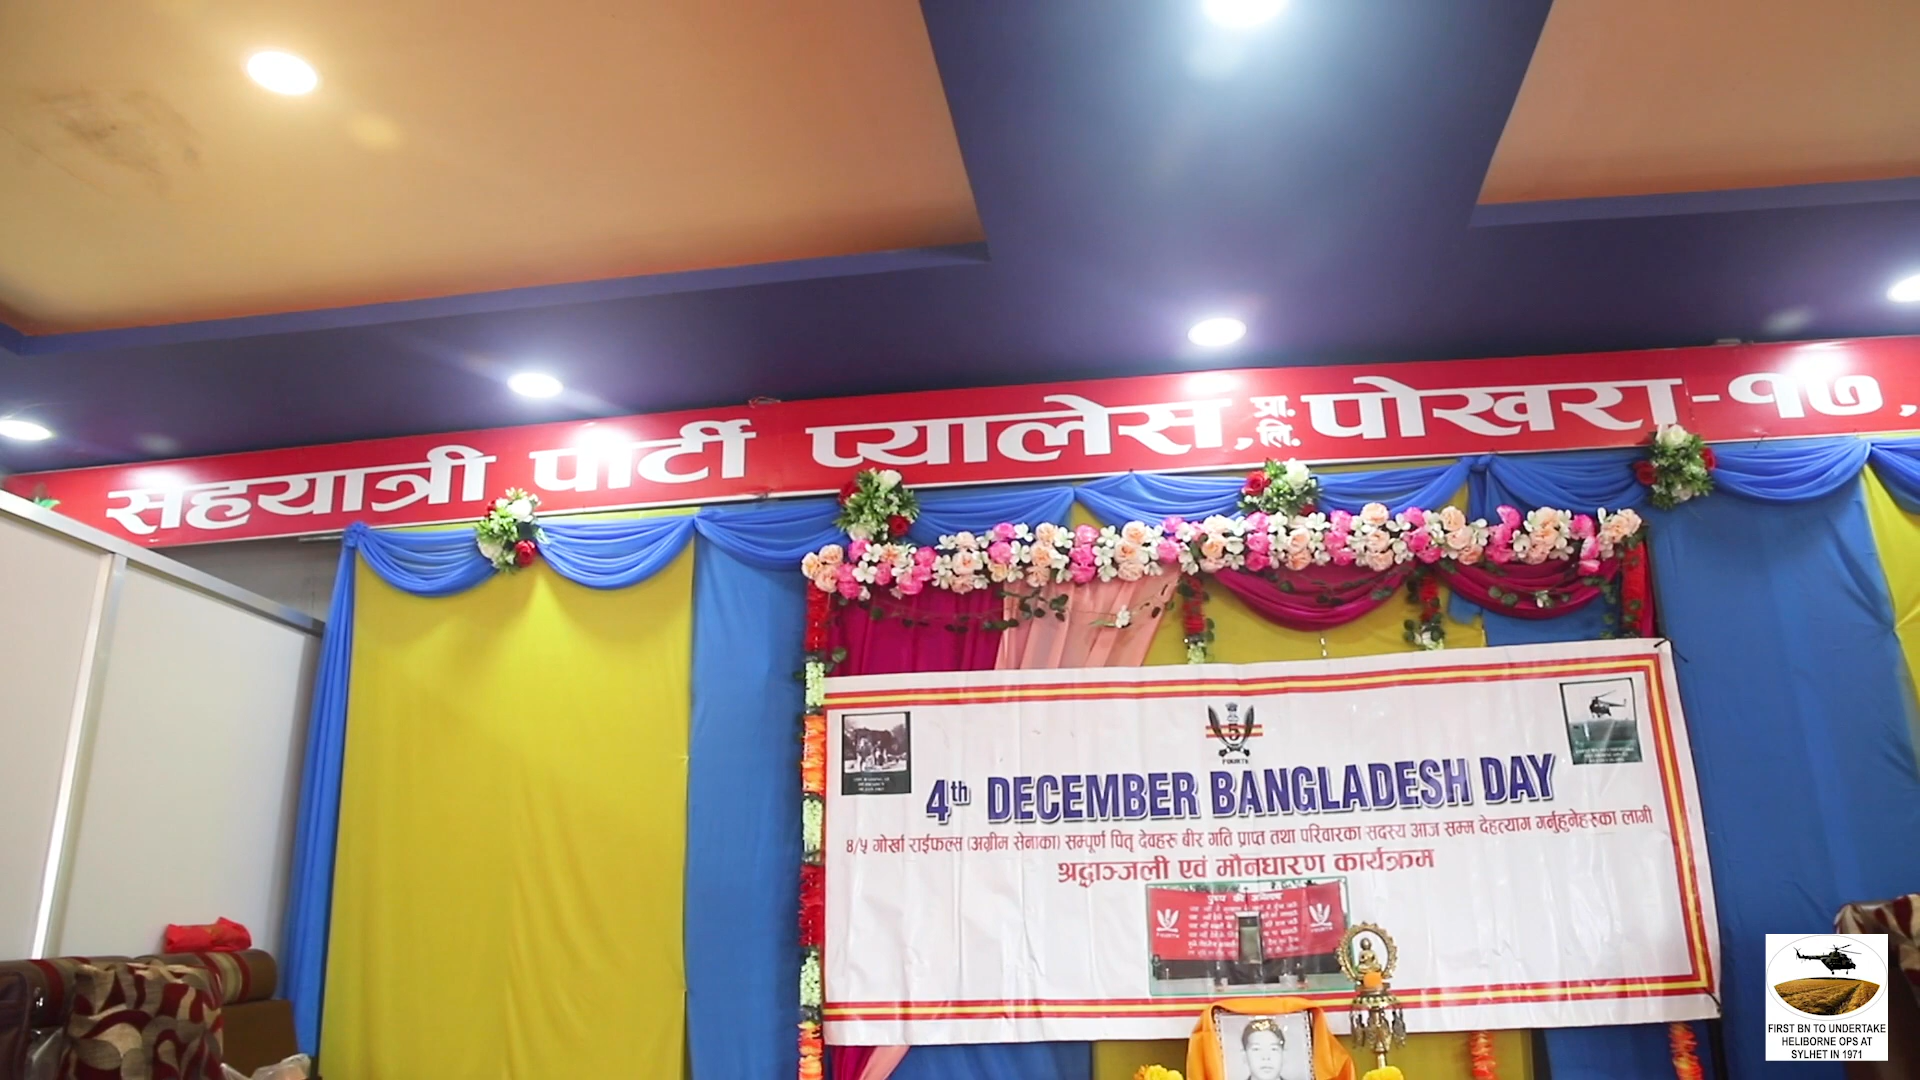 सहयात्री पार्टी प्यालेस, प्रा. लि. पोखरा-१७,
5
FOURTH
4th DECEMBER BANGLADESH DAY
४/५ गोर्खा राईफल्स (अग्रीम सेनाका) सम्पूर्ण पितृ देवहरू बीर गति प्राप्त तथा परिवारका सदस्य आज सम्म देहत्याग गर्नुहुनेहरुका लागी
श्रद्धाञ्जली एवं मौनधारण कार्यक्रम
FIRST BN TO UNDERTAKE
HELIBORNE OPS AT
SYLHET IN 1971